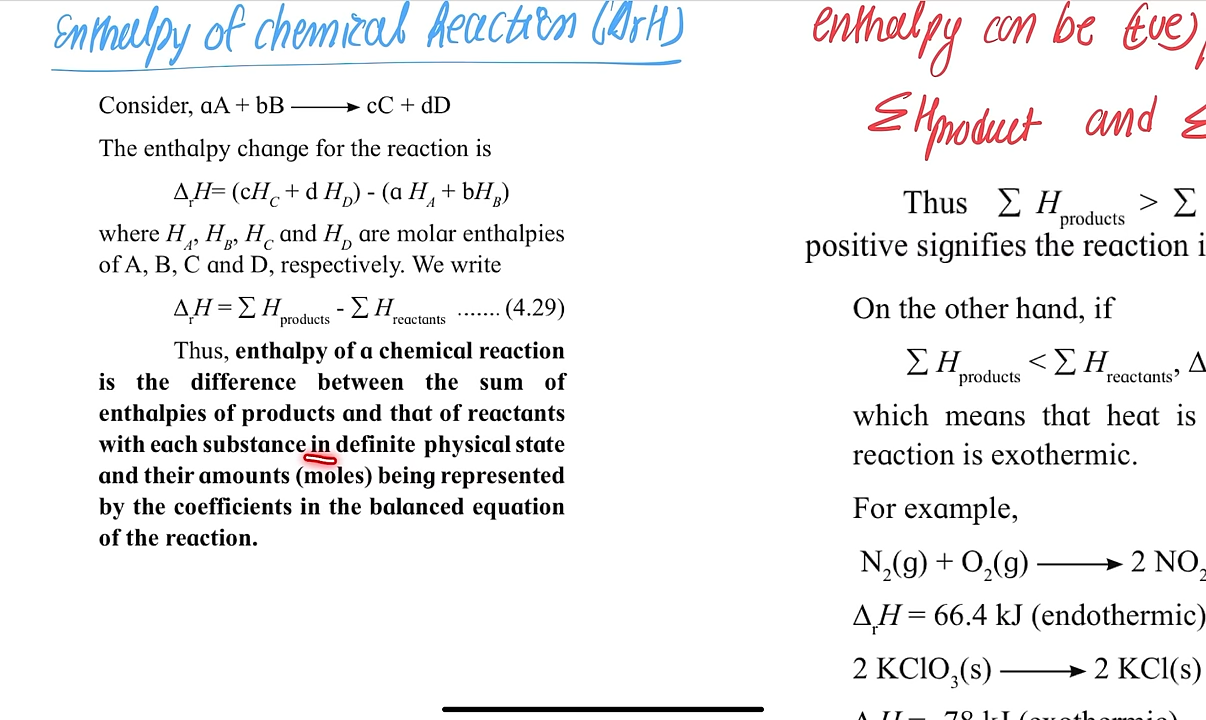 Enthalpy of chemical Reaction (ΔrH)
Consider, aA + bB ⟶ cC + dD
The enthalpy change for the reaction is
ΔrH= (cHC + d HD) - (a HA + bHB)
where HA, HB, HC and HD are molar enthalpies
of A, B, C and D, respectively. We write
ΔrH = Σ Hproducts - Σ Hreactants ....... (4.29)
Thus, enthalpy of a chemical reaction
is the difference between the sum of
enthalpies of products and that of reactants
with each substance in definite physical state
and their amounts (moles) being represented
by the coefficients in the balanced equation
of the reaction.
enthalpy can be (+ve)
ΣHproduct and Σ
Thus Σ Hproducts > Σ
positive signifies the reaction i
On the other hand, if
Σ Hproducts < Σ Hreactants, Δ
which means that heat is
reaction is exothermic.
For example,
N2(g) + O2(g) ⟶ 2 NO2
ΔrH = 66.4 kJ (endothermic)
2 KClO3(s) ⟶ 2 KCl(s)